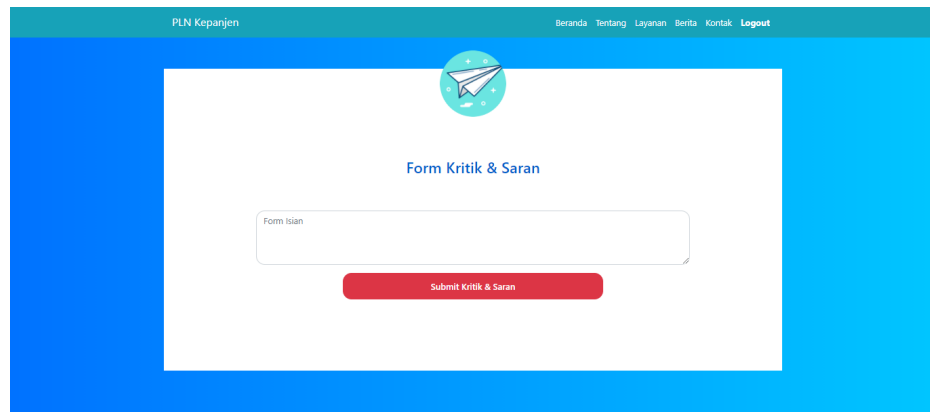 PLN Kepanjen
Beranda Tentang Layanan Berita Kontak Logout
Form Kritik & Saran
Form Isian
Submit Kritik & Saran